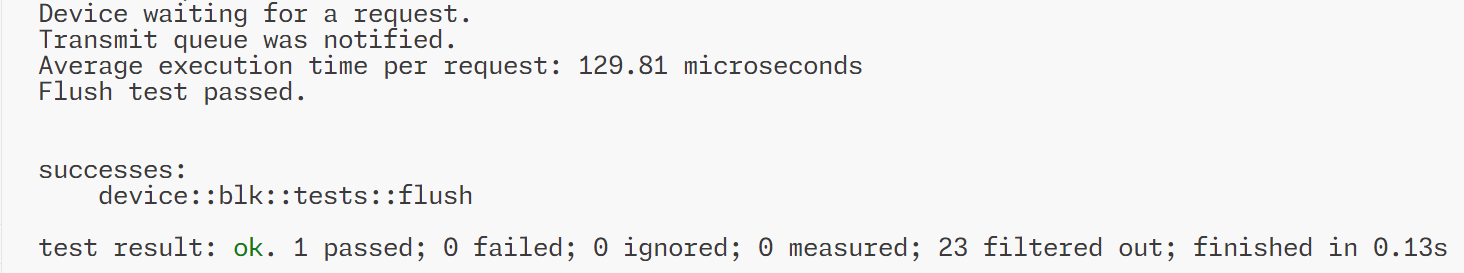 Device waiting for a request.
Transmit queue was notified.
Average execution time per request: 129.81 microseconds
Flush test passed.
successes:
device::blk::tests::flush
test result: ok. 1 passed; 0 failed; 0 ignored; 0 measured; 23 filtered out; finished in 0.13s